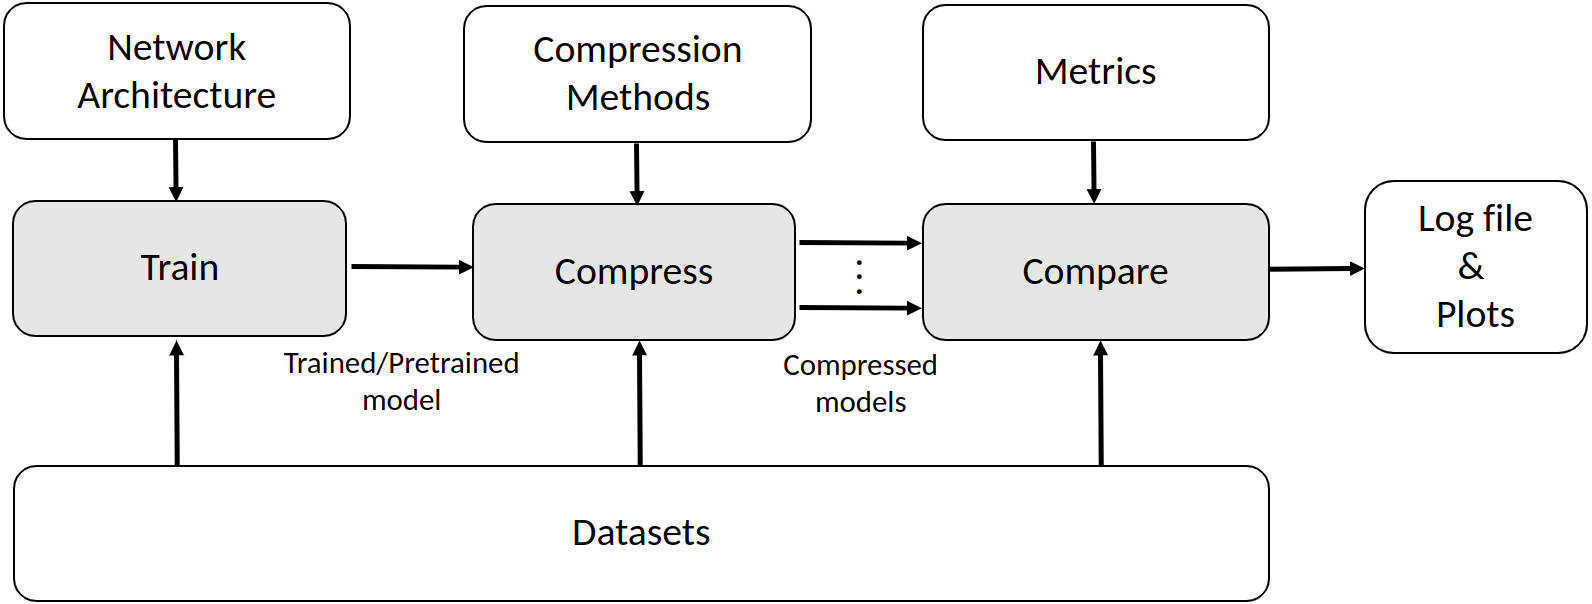 Network
Architecture
Compression
Methods
Metrics
Train
Compress
Compare
Log file
&
Plots
Trained/Pretrained
model
Compressed
models
Datasets